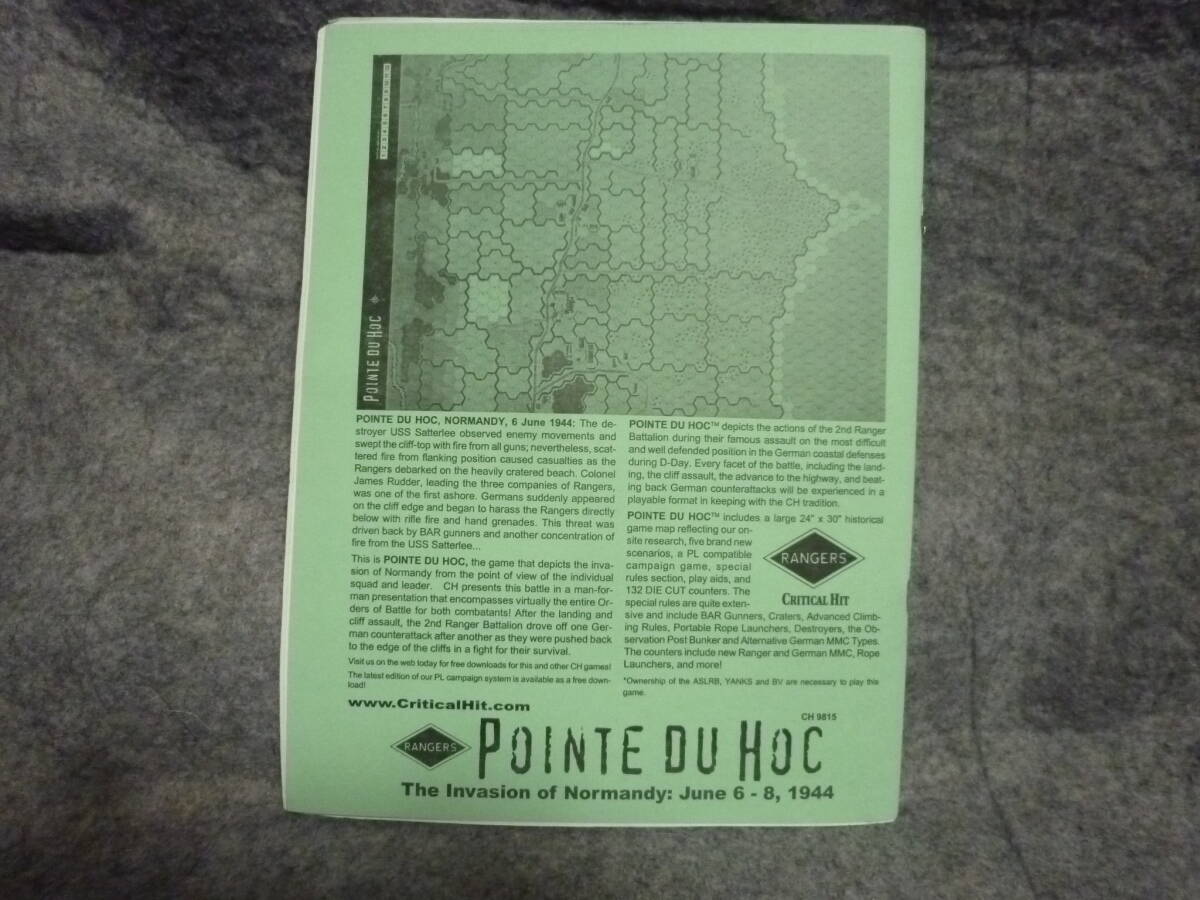 POINTE DU HOC
POINTE DU HOC, NORMANDY, 6 June 1944: The de-
stroyer USS Satterlee observed enemy movements and
swept the cliff-top with fire from all guns; nevertheless, scat-
tered fire from flanking position caused casualties as the
Rangers debarked on the heavily cratered beach. Colonel
James Rudder, leading the three companies of Rangers,
was one of the first ashore. Germans suddenly appeared
on the cliff edge and began to harass the Rangers directly
below with rifle fire and hand grenades. This threat was
driven back by BAR gunners and another concentration of
fire from the USS Satterlee...
This is POINTE DU HOC, the game that depicts the inva-
sion of Normandy from the point of view of the individual
squad and leader. CH presents this battle in a man-for-
man presentation that encompasses virtually the entire Or-
ders of Battle for both combatants! After the landing and
cliff assault, the 2nd Ranger Battalion drove off one Ger-
man counterattack after another as they were pushed back
to the edge of the cliffs in a fight for their survival.
Visit us on the web today for free downloads for this and other CH games!
The latest edition of our PL campaign system is available as a free down-
load!
www.CriticalHit.com
POINTE DU HOC™ depicts the actions of the 2nd Ranger
Battalion during their famous assault on the most difficult
and well defended position in the German coastal defenses
during D-Day. Every facet of the battle, including the land-
ing, the cliff assault, the advance to the highway, and beat-
ing back German counterattacks will be experienced in a
playable format in keeping with the CH tradition.
POINTE DU HOC™ includes a large 24" x 30" historical
game map reflecting our on-
site research, five brand new
scenarios, a PL compatible
campaign game, special
rules section, play aids, and
132 DIE CUT counters. The
special rules are quite exten-
sive and include BAR Gunners, Craters, Advanced Climb-
ing Rules, Portable Rope Launchers, Destroyers, the Ob-
servation Post Bunker and Alternative German MMC Types.
The counters include new Ranger and German MMC, Rope
Launchers, and more!
RANGERS
CRITICAL HIT
*Ownership of the ASLRB, YANKS and BV are necessary to play this
game.
CH 9815
RANGERS
POINTE DU HOC
The Invasion of Normandy: June 6 - 8, 1944